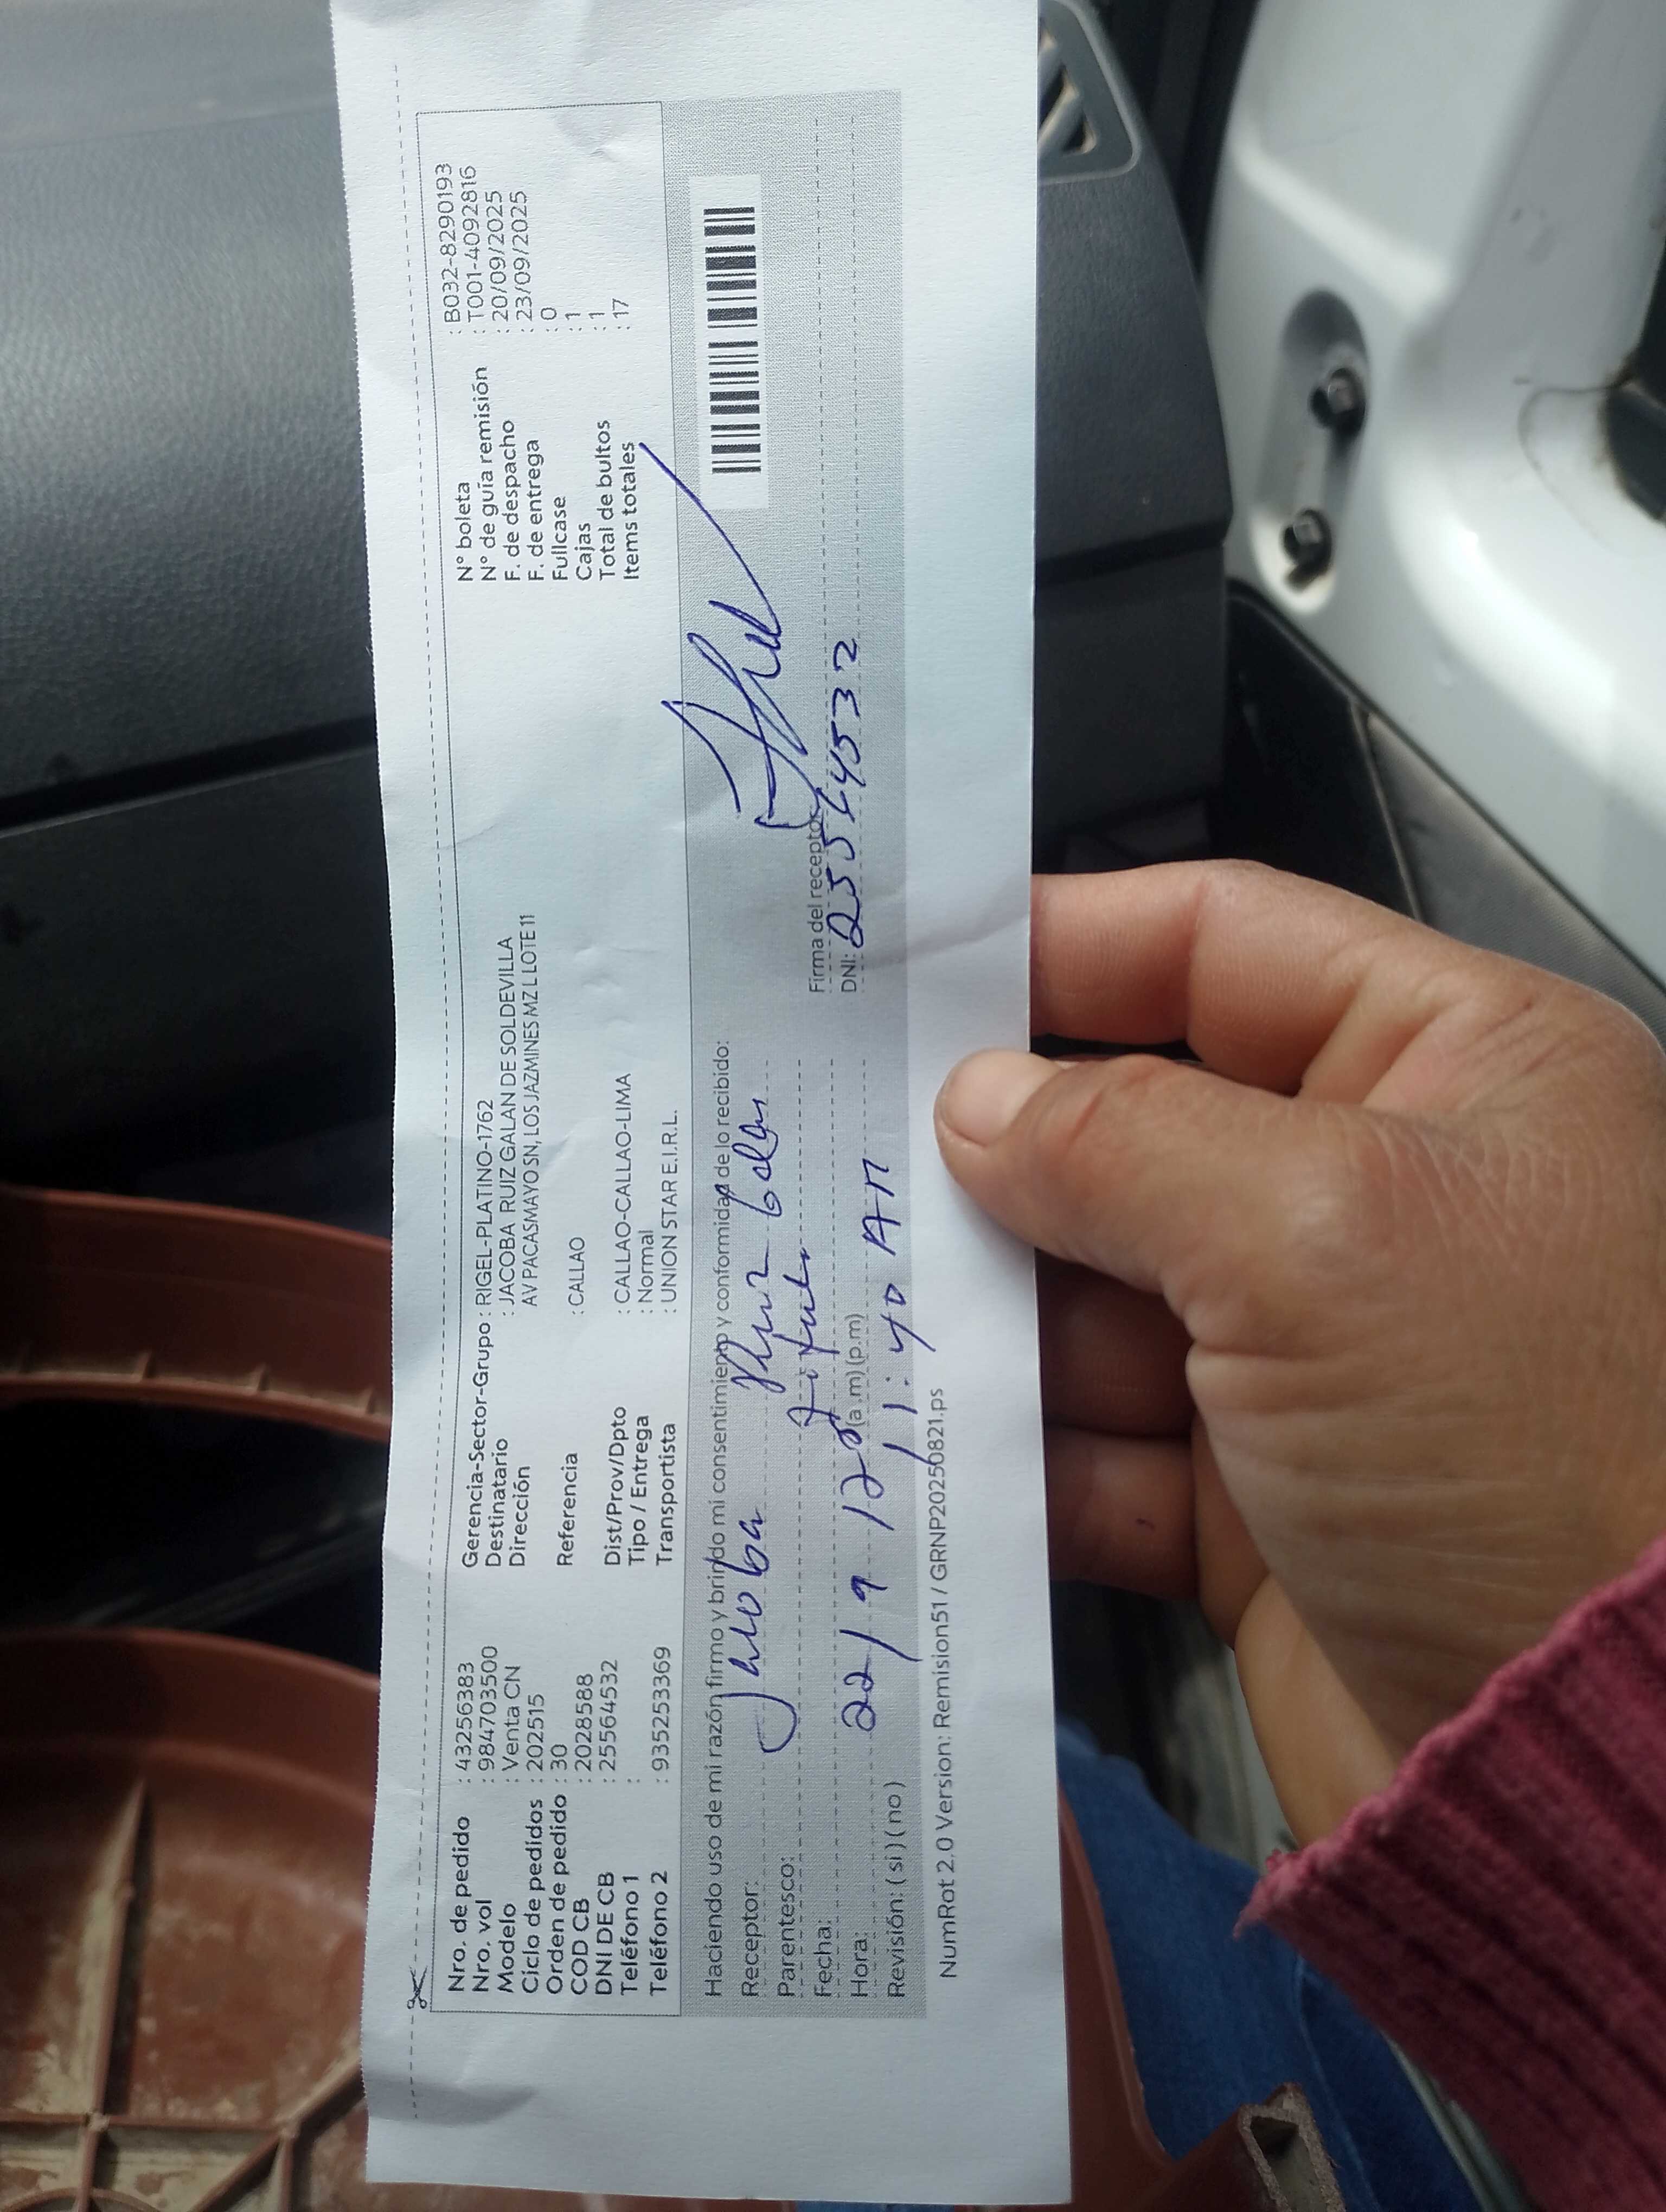 Nro. de pedido : 43256383
Nro. vol : 984703500
Modelo : Venta CN
Ciclo de pedidos : 202515
Orden de pedido : 30
COD CB : 2028588
DNI DE CB : 25564532
Teléfono 1 :
Teléfono 2 : 935253369
Gerencia-Sector-Grupo : RIGEL-PLATINO-1762
Destinatario : JACOBA RUIZ GALAN DE SOLDEVILLA
Dirección AV PACASMAYO SN, LOS JAZMINES MZ L LOTE 11
Referencia : CALLAO
Dist/Prov/Dpto : CALLAO-CALLAO-LIMA
Tipo / Entrega : Normal
Transportista : UNION STAR E.I.R.L.
N° boleta : B032-8290193
N° de guía remisión : T001-4092816
F. de despacho : 20/09/2025
F. de entrega : 23/09/2025
Fullcase : 0
Cajas : 1
Total de bultos : 1
Items totales : 17
Haciendo uso de mi razón firmo y brindo mi consentimiento y conformidad de lo recibido:
Receptor: Jacoba Ruiz Galan
Parentesco: Titular
Firma del receptor
Fecha: 22/9/25
DNI: 25564532
Hora: (a.m) (p.m) 11:40 AM
Revisión: (si) (no)
NumRot 2.0 Version: Remision51 / GRNP20250821.ps